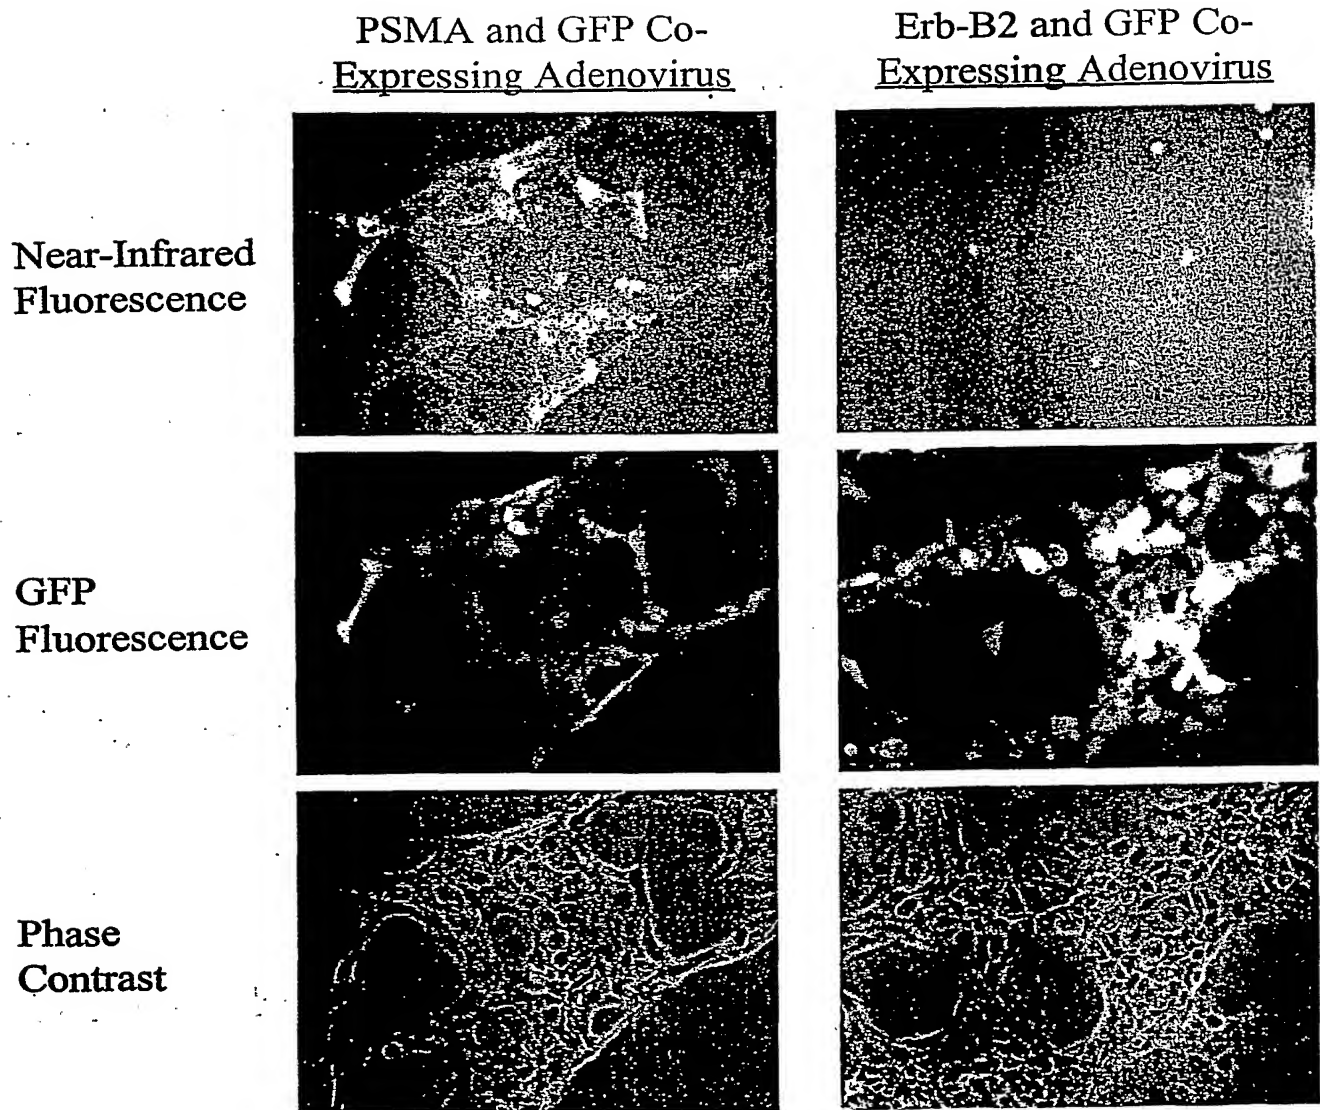 PSMA and GFP Co-
Expressing Adenovirus
Erb-B2 and GFP Co-
Expressing Adenovirus
Near-Infrared
Fluorescence
GFP
Fluorescence
Phase
Contrast